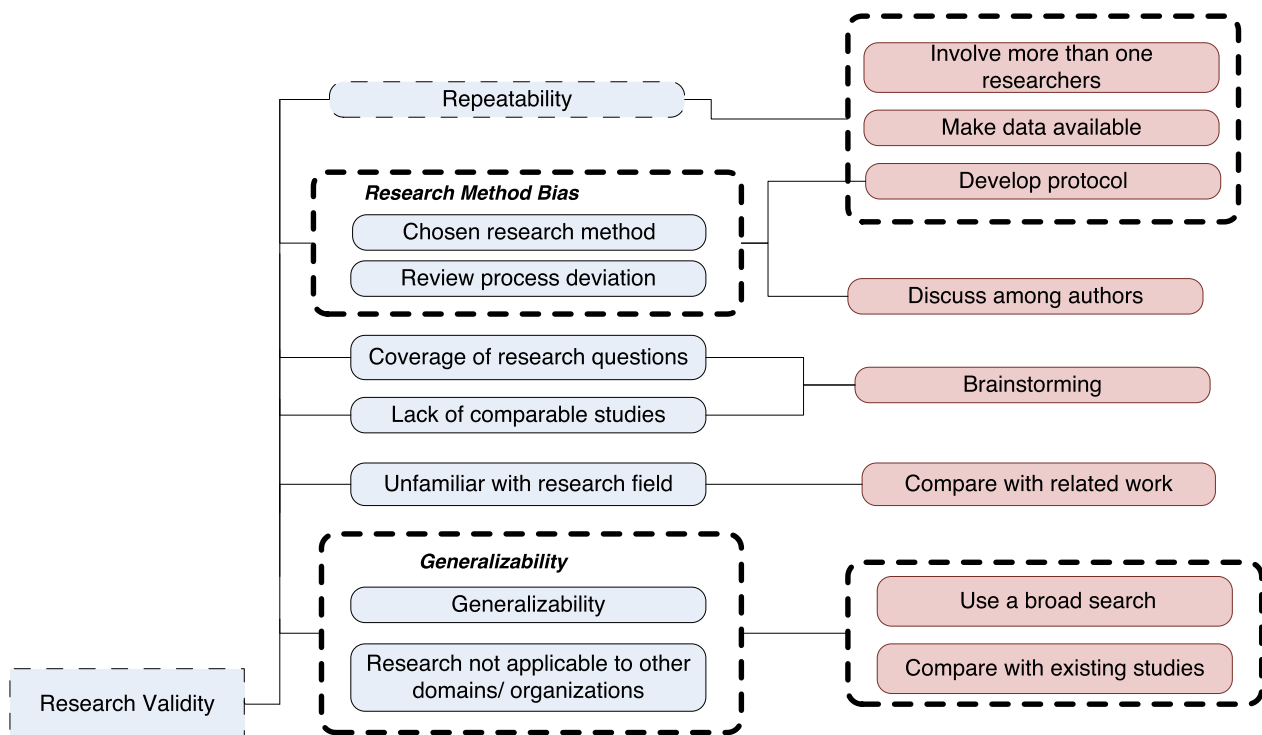 Involve more than one
researchers
Repeatability
Make data available
Develop protocol
Research Method Bias
Chosen research method
Review process deviation
Discuss among authors
Coverage of research questions
Brainstorming
Lack of comparable studies
Unfamiliar with research field
Compare with related work
Generalizability
Generalizability
Use a broad search
Research not applicable to other
domains/ organizations
Compare with existing studies
Research Validity